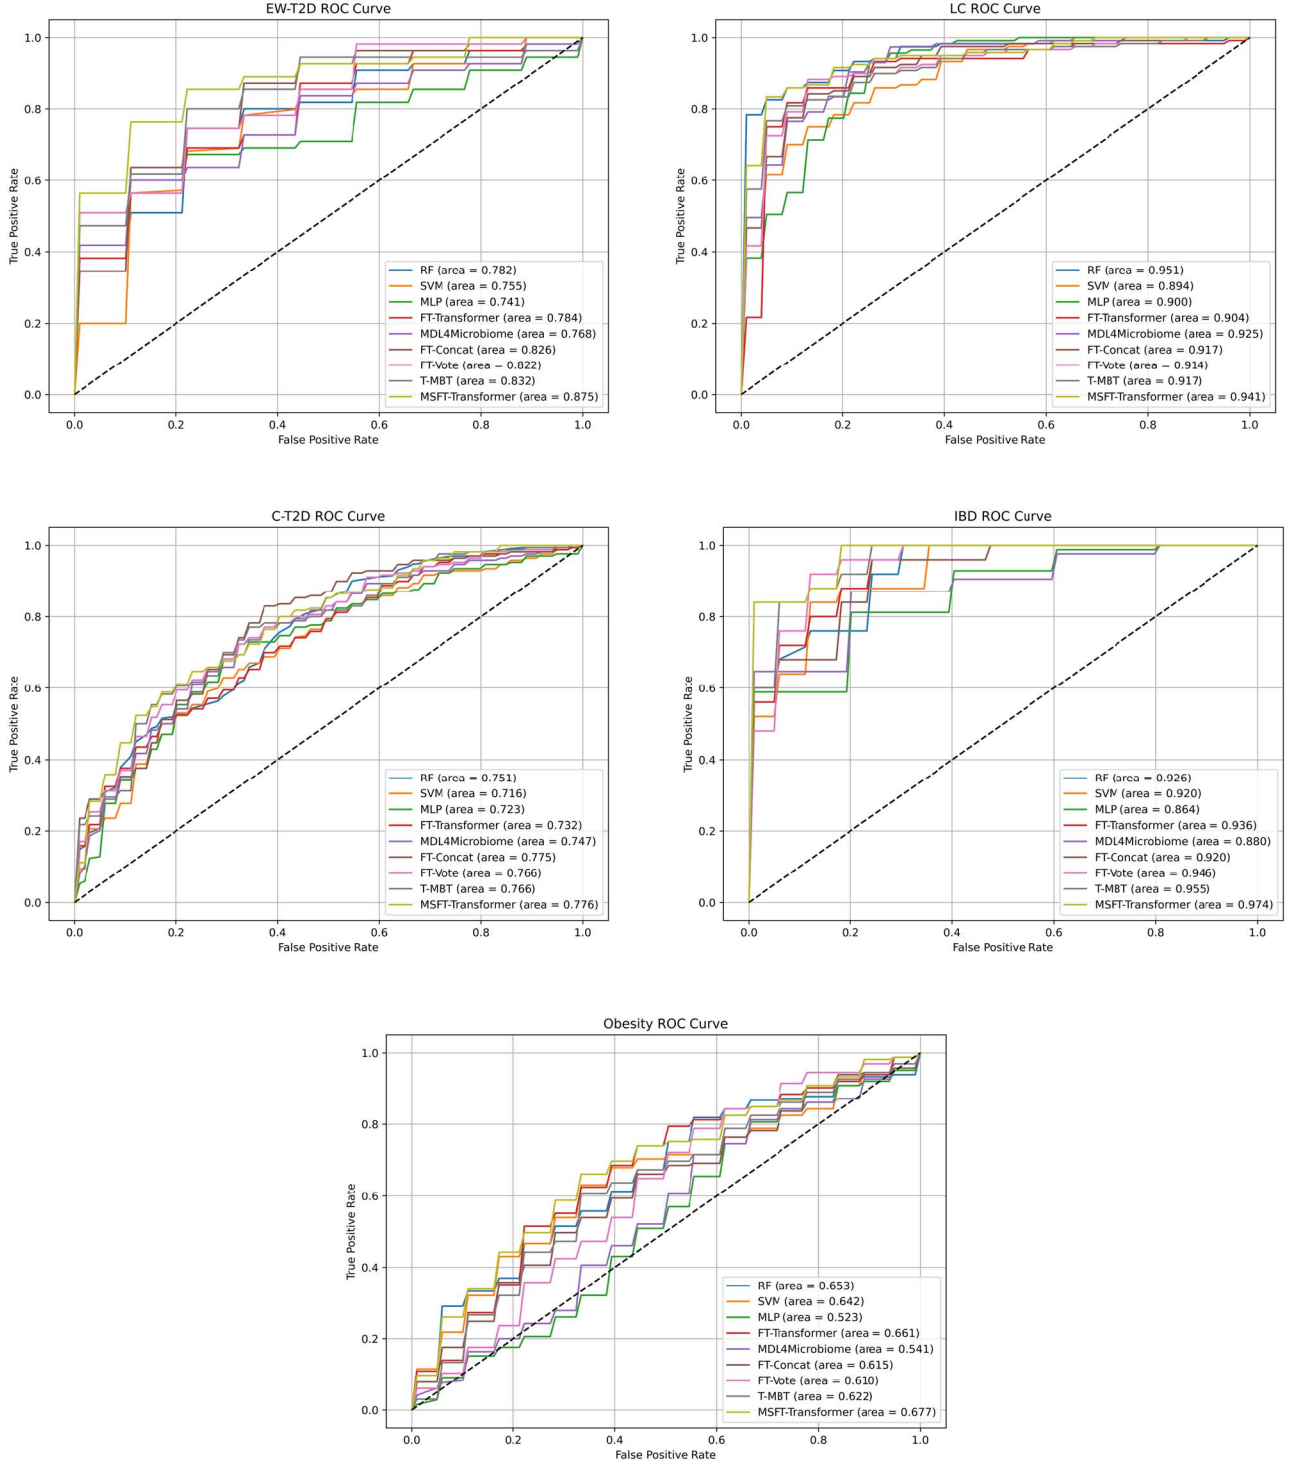 EW-T2D ROC Curve
1.0
0.8
0.6
0.4
0.2
0.0
True Positive Rate
RF (area = 0.782)
SVM (area = 0.755)
MLP (area = 0.741)
FT-Transformer (area = 0.784)
MDL4Microbiome (area = 0.768)
FT-Concat (area = 0.826)
FT-Vote (area = 0.822)
T-MBT (area = 0.832)
MSFT-Transformer (area = 0.875)
0.0 0.2 0.4 0.6 0.8 1.0
False Positive Rate
LC ROC Curve
1.0
0.8
0.6
0.4
0.2
0.0
True Positive Rate
RF (area = 0.951)
SVM (area = 0.894)
MLP (area = 0.900)
FT-Transformer (area = 0.904)
MDL4Microbiome (area = 0.925)
FT-Concat (area = 0.917)
FT-Vote (area = 0.914)
T-MBT (area = 0.917)
MSFT-Transformer (area = 0.941)
0.0 0.2 0.4 0.6 0.8 1.0
False Positive Rate
C-T2D ROC Curve
1.0
0.8
0.6
0.4
0.2
0.0
True Positive Rate
RF (area = 0.751)
SVM (area = 0.716)
MLP (area = 0.723)
FT-Transformer (area = 0.732)
MDL4Microbiome (area = 0.747)
FT-Concat (area = 0.775)
FT-Vote (area = 0.766)
T-MBT (area = 0.766)
MSFT-Transformer (area = 0.776)
0.0 0.2 0.4 0.6 0.8 1.0
False Positive Rate
IBD ROC Curve
1.0
0.8
0.6
0.4
0.2
0.0
True Positive Rate
RF (area = 0.926)
SVM (area = 0.920)
MLP (area = 0.864)
FT-Transformer (area = 0.936)
MDL4Microbiome (area = 0.880)
FT-Concat (area = 0.920)
FT-Vote (area = 0.946)
T-MBT (area = 0.955)
MSFT-Transformer (area = 0.974)
0.0 0.2 0.4 0.6 0.8 1.0
False Positive Rate
Obesity ROC Curve
1.0
0.8
0.6
0.4
0.2
0.0
True Positive Rate
RF (area = 0.653)
SVM (area = 0.642)
MLP (area = 0.523)
FT-Transformer (area = 0.661)
MDL4Microbiome (area = 0.541)
FT-Concat (area = 0.615)
FT-Vote (area = 0.610)
T-MBT (area = 0.622)
MSFT-Transformer (area = 0.677)
0.0 0.2 0.4 0.6 0.8 1.0
False Positive Rate